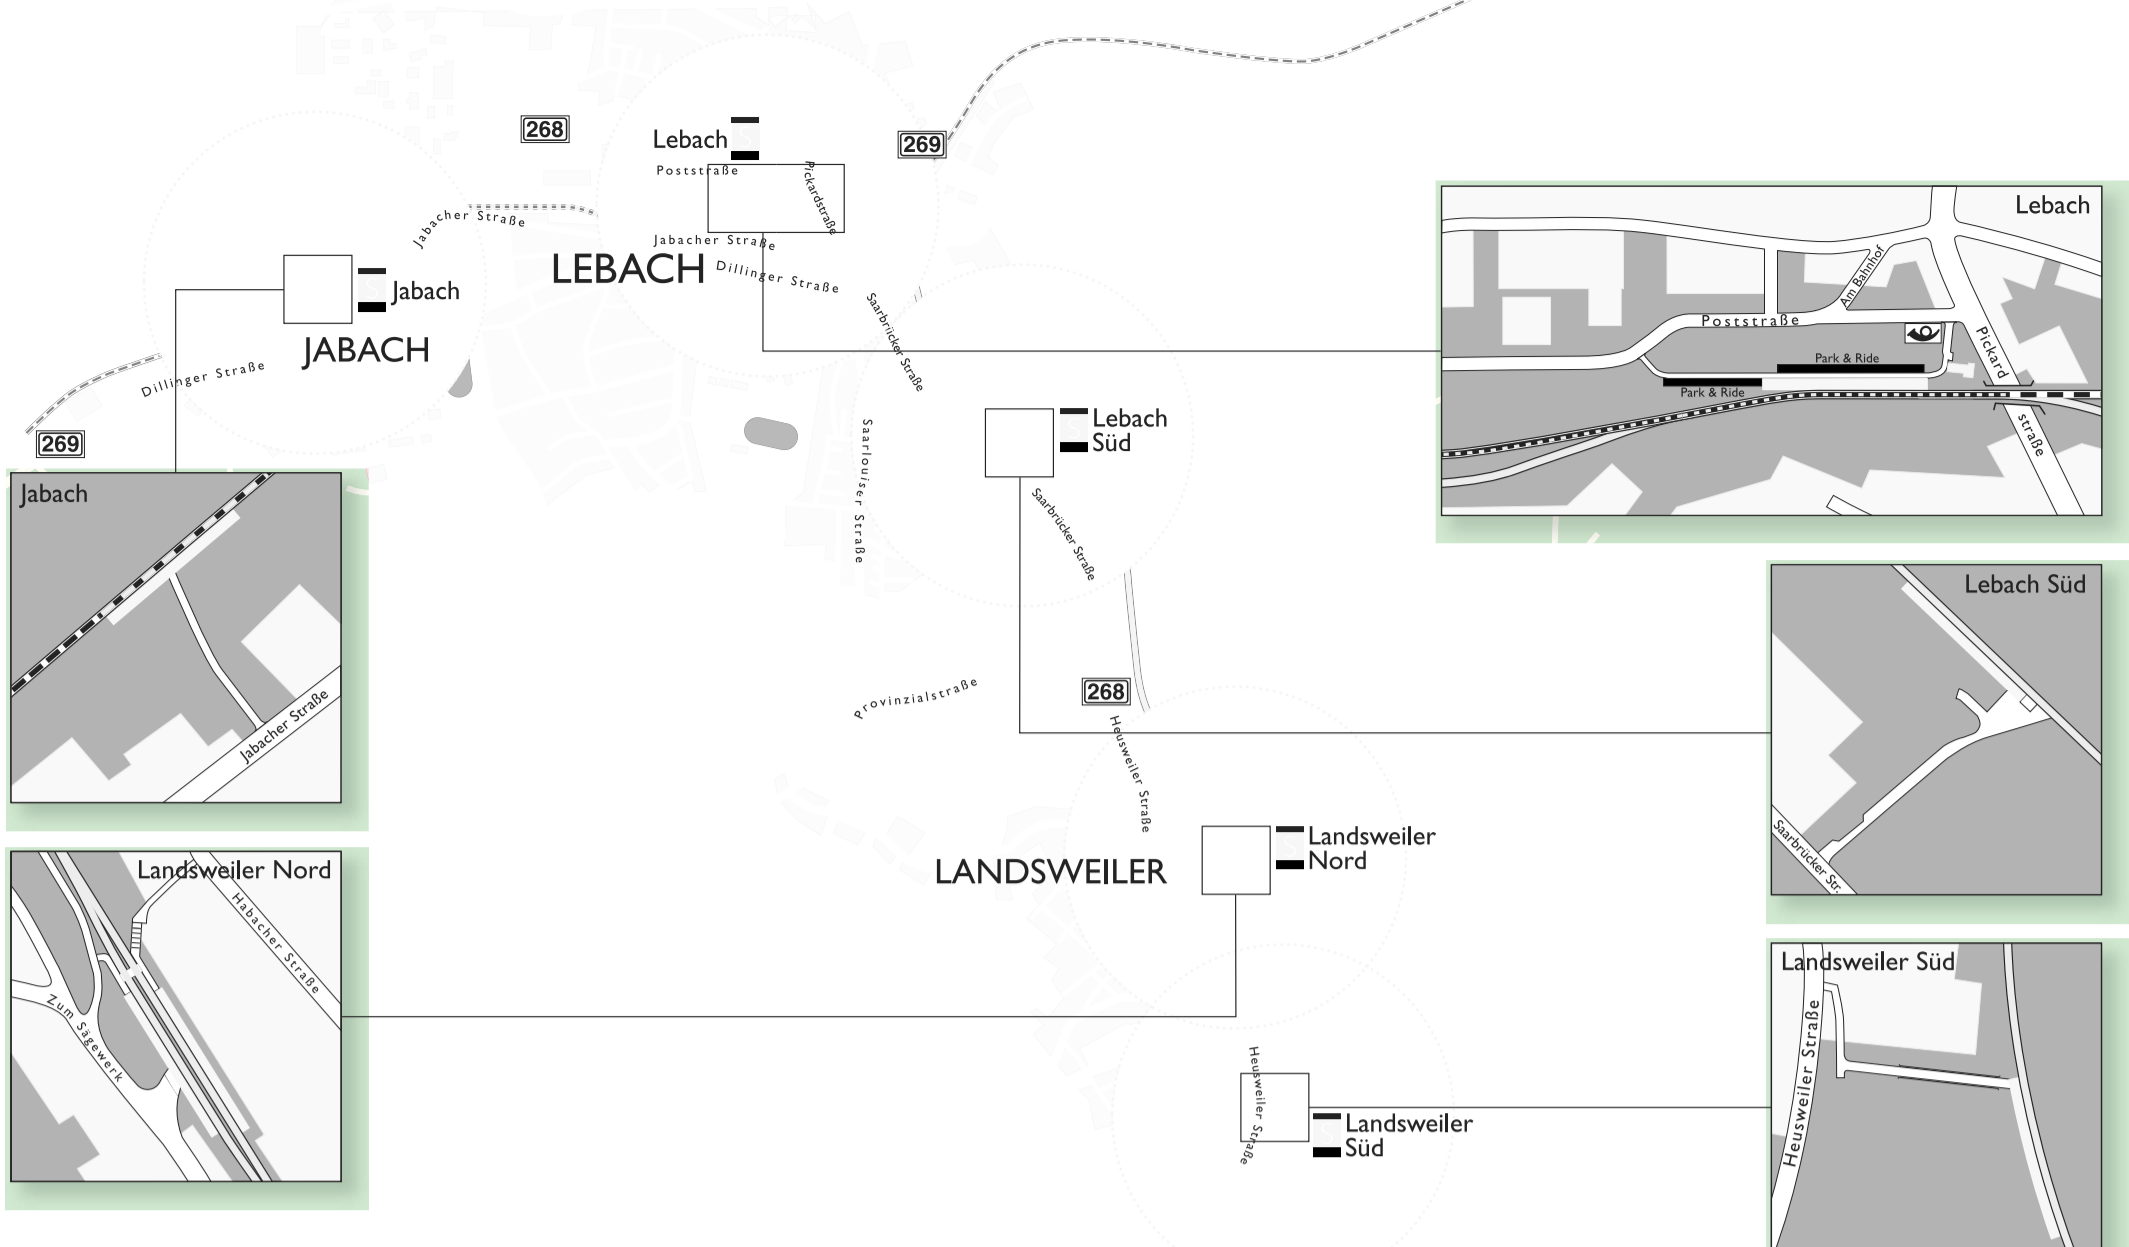 268
Lebach
269
Poststraße
Pickardstraße
Jabacher Straße
Jabacher Straße
LEBACH
Dillinger Straße
Jabach
JABACH
Saarbrücker Straße
Dillinger Straße
269
Lebach
Süd
Saarlouiser Straße
Saarbrücker Straße
Provinzialstraße
268
Heusweiler Straße
Landsweiler
Nord
LANDSWEILER
Heusweiler Straße
Landsweiler
Süd
Lebach
Am Bahnhof
Poststraße
Pickard
straße
Park & Ride
Park & Ride
Jabach
Jabacher Straße
Lebach Süd
Saarbrücker Str.
Landsweiler Nord
Habacher Straße
Zum Sägewerk
Landsweiler Süd
Heusweiler Straße